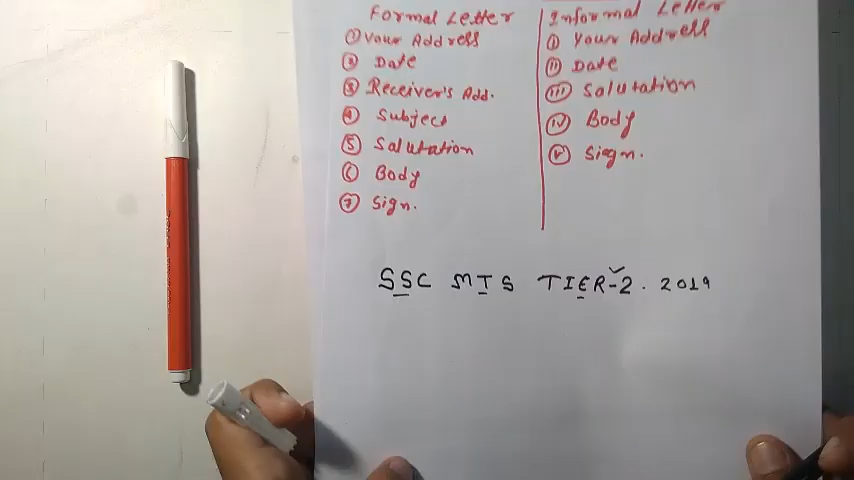 Formal Letter
① Your Address
② Date
③ Receiver's Add.
④ Subject
⑤ Salutation
⑥ Body
⑦ Sign.
Informal Letter
(i) Your Address
(ii) Date
(iii) Salutation
(iv) Body
(v) Siegn.
SSC MTS TIER-2. 2019